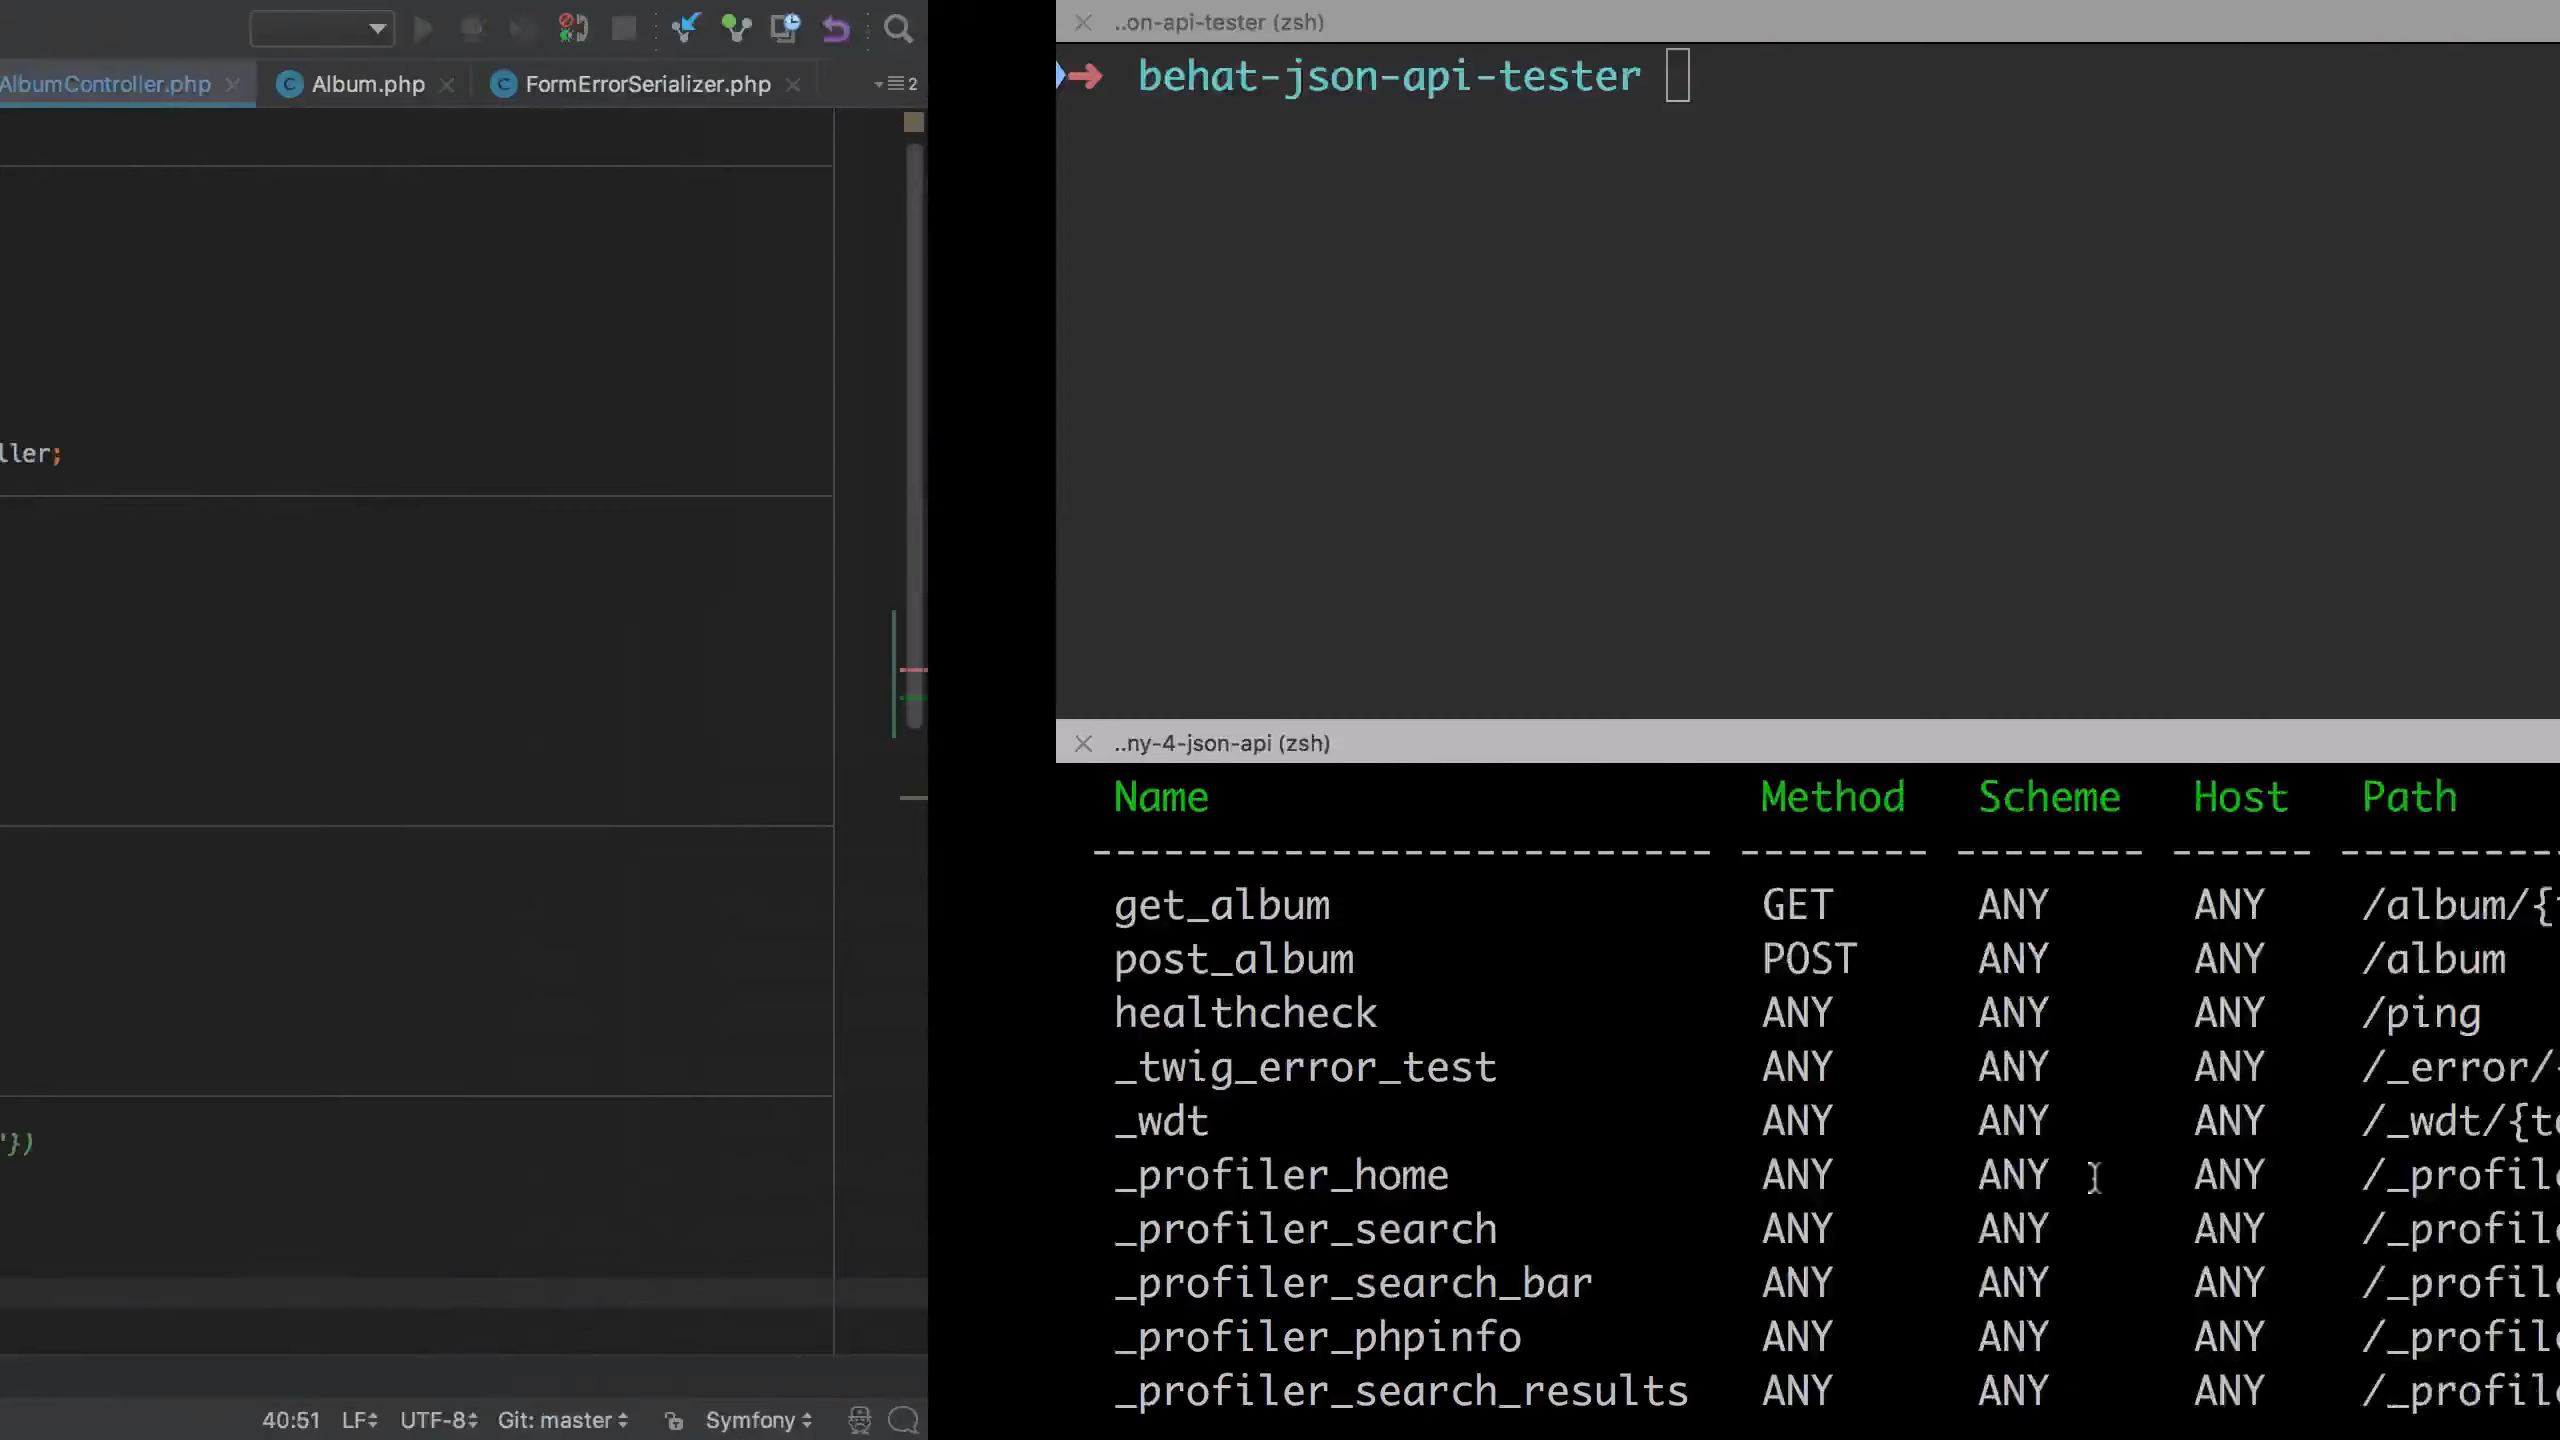 AlbumController.php
Album.php
FormErrorSerializer.php
2
ller;
'})
40:51 LF UTF-8 Git: master Symfony
..on-api-tester (zsh)
behat-json-api-tester
..ny-4-json-api (zsh)
Name Method Scheme Host Path
-------------------------- -------- -------- ------ ---------
get_album GET ANY ANY /album/{
post_album POST ANY ANY /album
healthcheck ANY ANY ANY /ping
_twig_error_test ANY ANY ANY /_error/
_wdt ANY ANY ANY /_wdt/{to
_profiler_home ANY ANY ANY /_profil
_profiler_search ANY ANY ANY /_profil
_profiler_search_bar ANY ANY ANY /_profil
_profiler_phpinfo ANY ANY ANY /_profil
_profiler_search_results ANY ANY ANY /_profil